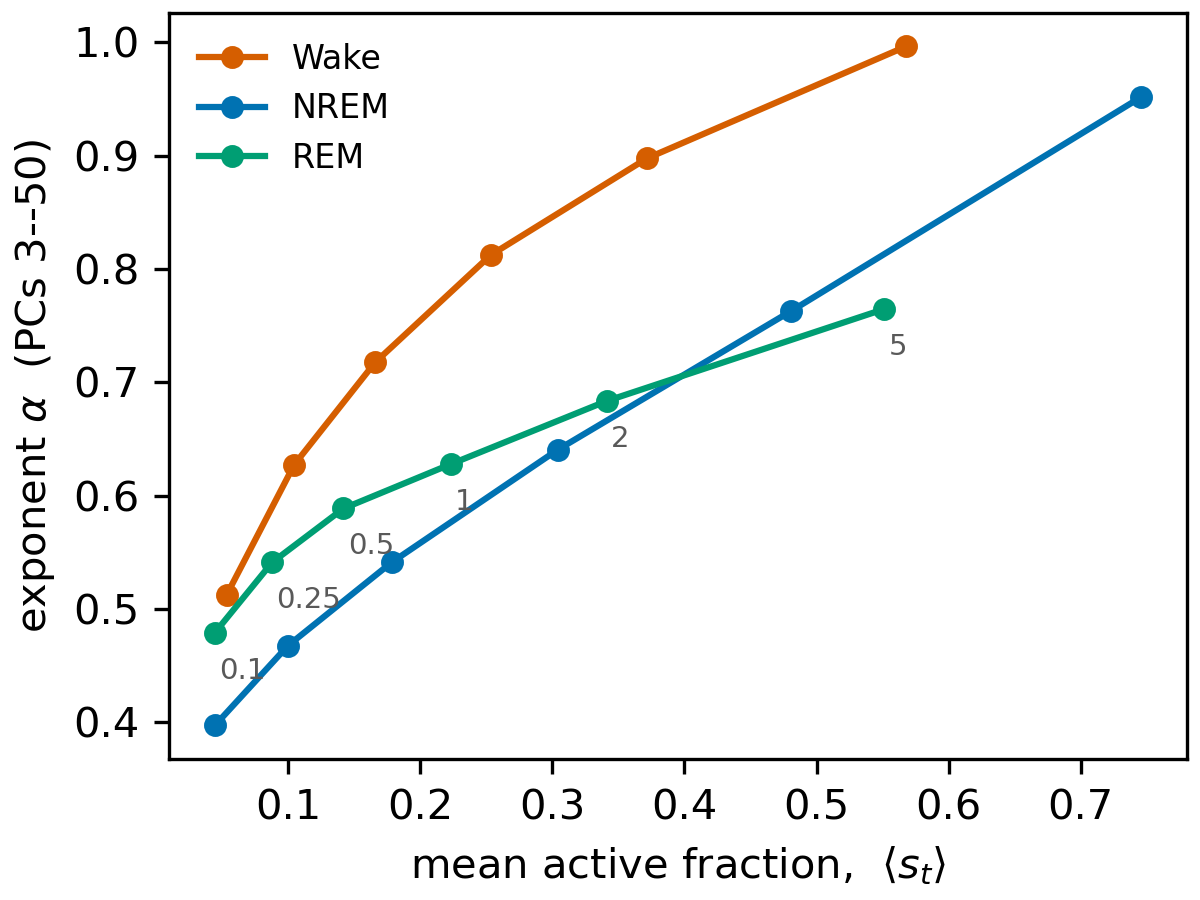 Wake
NREM
REM
exponent α (PCs 3--50)
1.0
0.9
0.8
0.7
0.6
0.5
0.4
5
2
1
0.5
0.25
0.1
0.1 0.2 0.3 0.4 0.5 0.6 0.7
mean active fraction, ⟨sₜ⟩